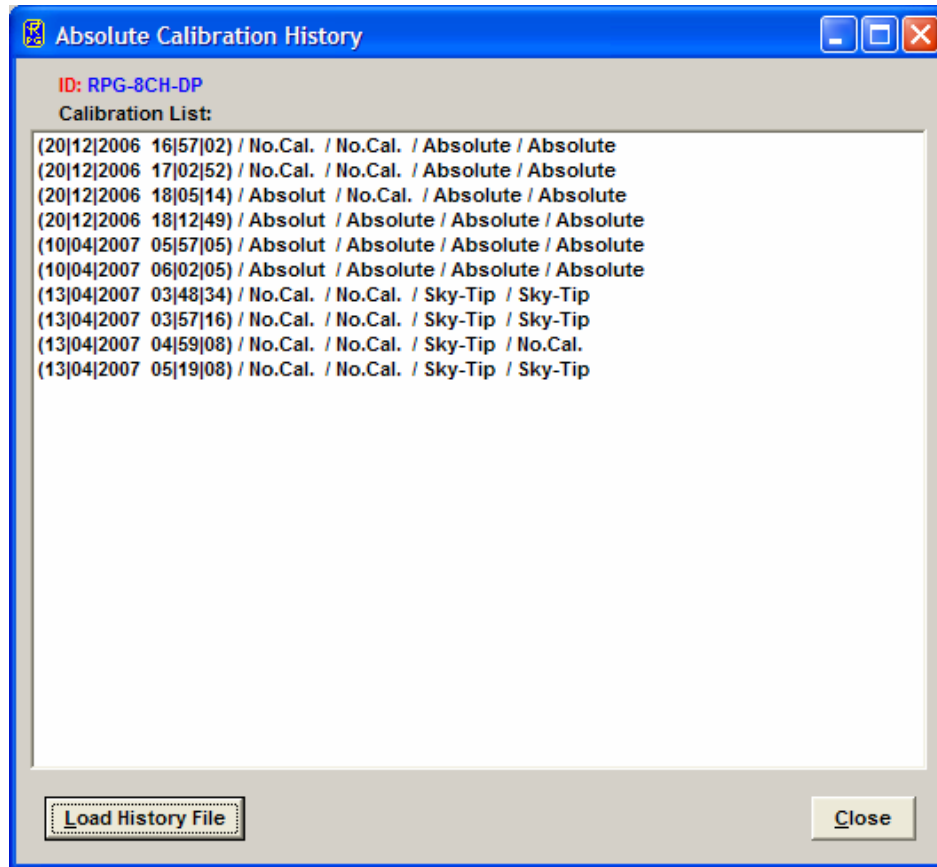 Absolute Calibration History
ID: RPG-8CH-DP
Calibration List:
(20|12|2006 16|57|02) / No.Cal. / No.Cal. / Absolute / Absolute
(20|12|2006 17|02|52) / No.Cal. / No.Cal. / Absolute / Absolute
(20|12|2006 18|05|14) / Absolut / No.Cal. / Absolute / Absolute
(20|12|2006 18|12|49) / Absolut / Absolute / Absolute / Absolute
(10|04|2007 05|57|05) / Absolut / Absolute / Absolute / Absolute
(10|04|2007 06|02|05) / Absolut / Absolute / Absolute / Absolute
(13|04|2007 03|48|34) / No.Cal. / No.Cal. / Sky-Tip / Sky-Tip
(13|04|2007 03|57|16) / No.Cal. / No.Cal. / Sky-Tip / Sky-Tip
(13|04|2007 04|59|08) / No.Cal. / No.Cal. / Sky-Tip / No.Cal.
(13|04|2007 05|19|08) / No.Cal. / No.Cal. / Sky-Tip / Sky-Tip
Load History File Close